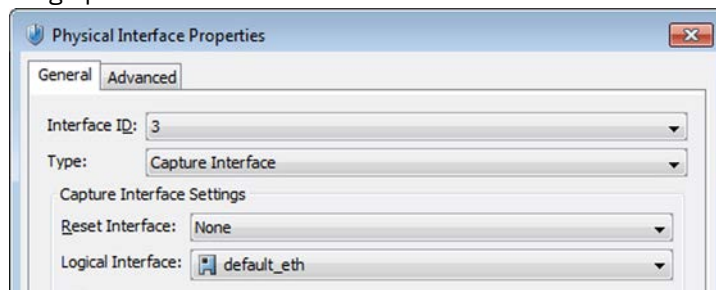 Physical Interface Properties
General Advanced
Interface ID: 3
Type: Capture Interface
Capture Interface Settings
Reset Interface: None
Logical Interface: default_eth